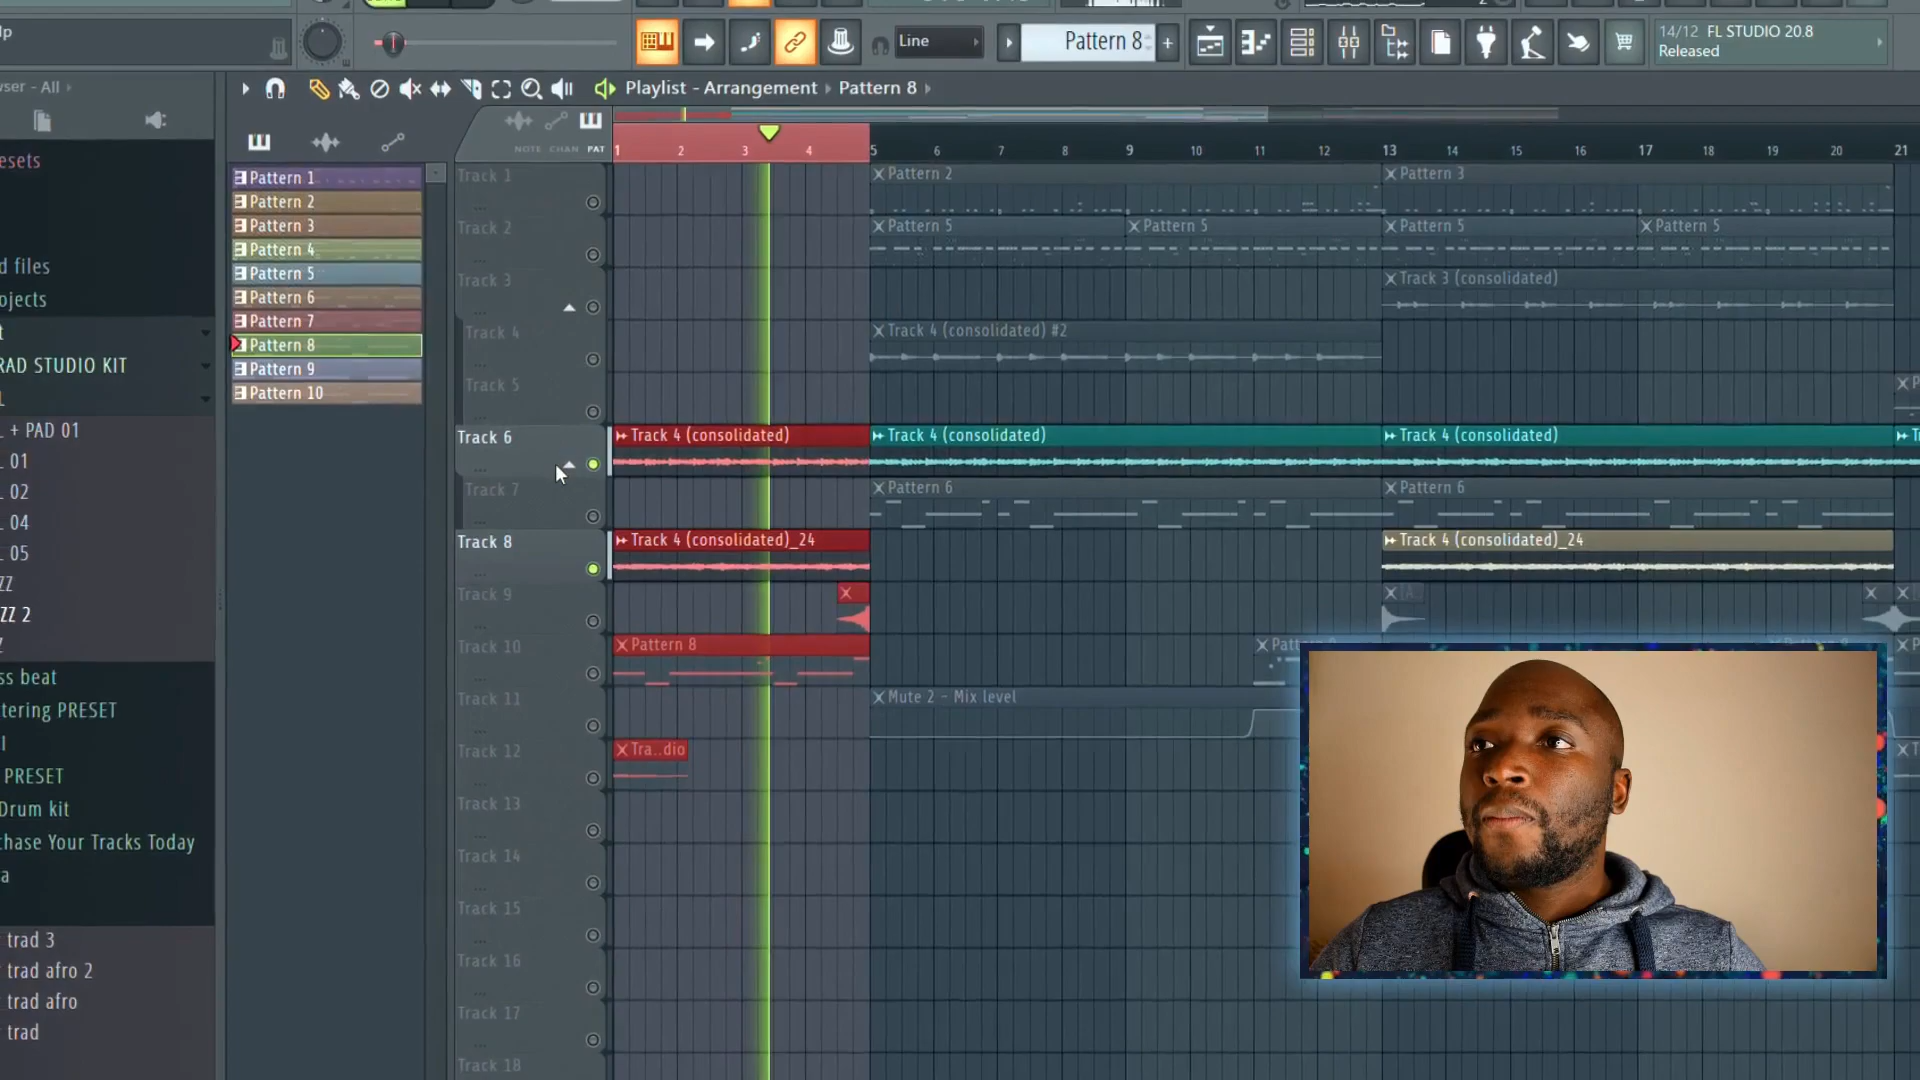 lp
Line
Pattern 8
14/12 FL STUDIO 20.8
Released
ser - All
Playlist - Arrangement
Pattern 8
NOTE CHAN PAT
1 2 3 4 5 6 7 8 9 10 11 12 13 14 15 16 17 18 19 20 21
esets
d files
ojects
t
RAD STUDIO KIT
L
L + PAD 01
L 01
L 02
L 04
L 05
ZZ
ZZ 2
Z
ss beat
tering PRESET
l
PRESET
Drum kit
chase Your Tracks Today
a
trad 3
trad afro 2
trad afro
trad
Pattern 1
Pattern 2
Pattern 3
Pattern 4
Pattern 5
Pattern 6
Pattern 7
Pattern 8
Pattern 9
Pattern 10
Track 1
Pattern 2
Pattern 3
Track 2
Pattern 5
Pattern 5
Pattern 5
Pattern 5
Track 3
Track 3 (consolidated)
Track 4
Track 4 (consolidated) #2
Track 5
P
Track 6
Track 4 (consolidated)
Track 4 (consolidated)
Track 4 (consolidated)
T
Track 7
Pattern 6
Pattern 6
Track 8
Track 4 (consolidated)_24
Track 4 (consolidated)_24
Track 9
Track 10
Pattern 8
Track 11
Mute 2 - Mix level
Track 12
Tra..dio
Track 13
Track 14
Track 15
Track 16
Track 17
Track 18